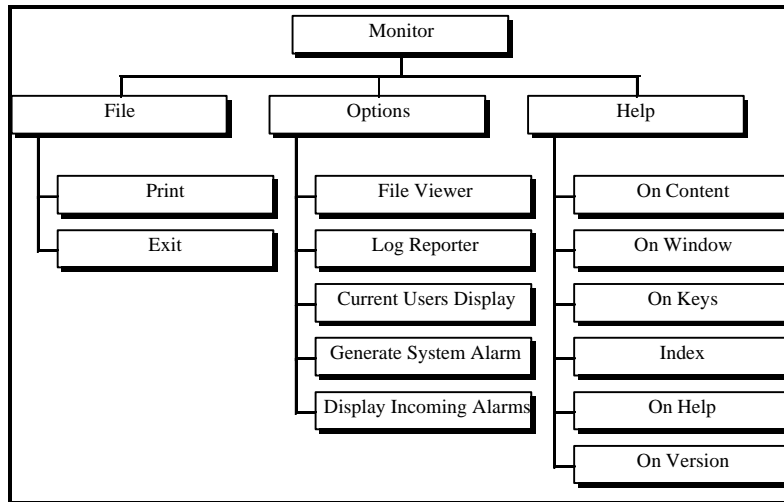 Monitor
File
Options
Help
Print
Exit
File Viewer
Log Reporter
Current Users Display
Generate System Alarm
Display Incoming Alarms
On Content
On Window
On Keys
Index
On Help
On Version